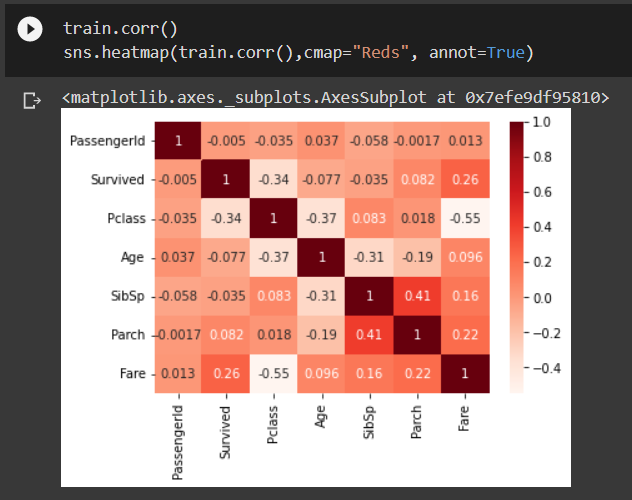 train.corr()
sns.heatmap(train.corr(),cmap="Reds", annot=True)
<matplotlib.axes._subplots.AxesSubplot at 0x7efe9df95810>
PassengerId 1 -0.005 -0.035 0.037 -0.058 -0.0017 0.013
Survived -0.005 1 -0.34 -0.077 -0.035 0.082 0.26
Pclass -0.035 -0.34 1 -0.37 0.083 0.018 -0.55
Age 0.037 -0.077 -0.37 1 -0.31 -0.19 0.096
SibSp -0.058 -0.035 0.083 -0.31 1 0.41 0.16
Parch -0.0017 0.082 0.018 -0.19 0.41 1 0.22
Fare 0.013 0.26 -0.55 0.096 0.16 0.22 1
PassengerId
Survived
Pclass
Age
SibSp
Parch
Fare
1.0
0.8
0.6
0.4
0.2
0.0
−0.2
−0.4